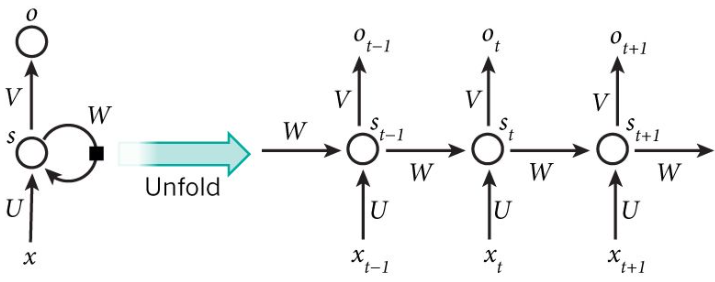 o
V
W
s
U
x
Unfold
o_{t-1} o_t o_{t+1}
V V V
W s_{t-1} s_t s_{t+1}
W W W
U U U
x_{t-1} x_t x_{t+1}